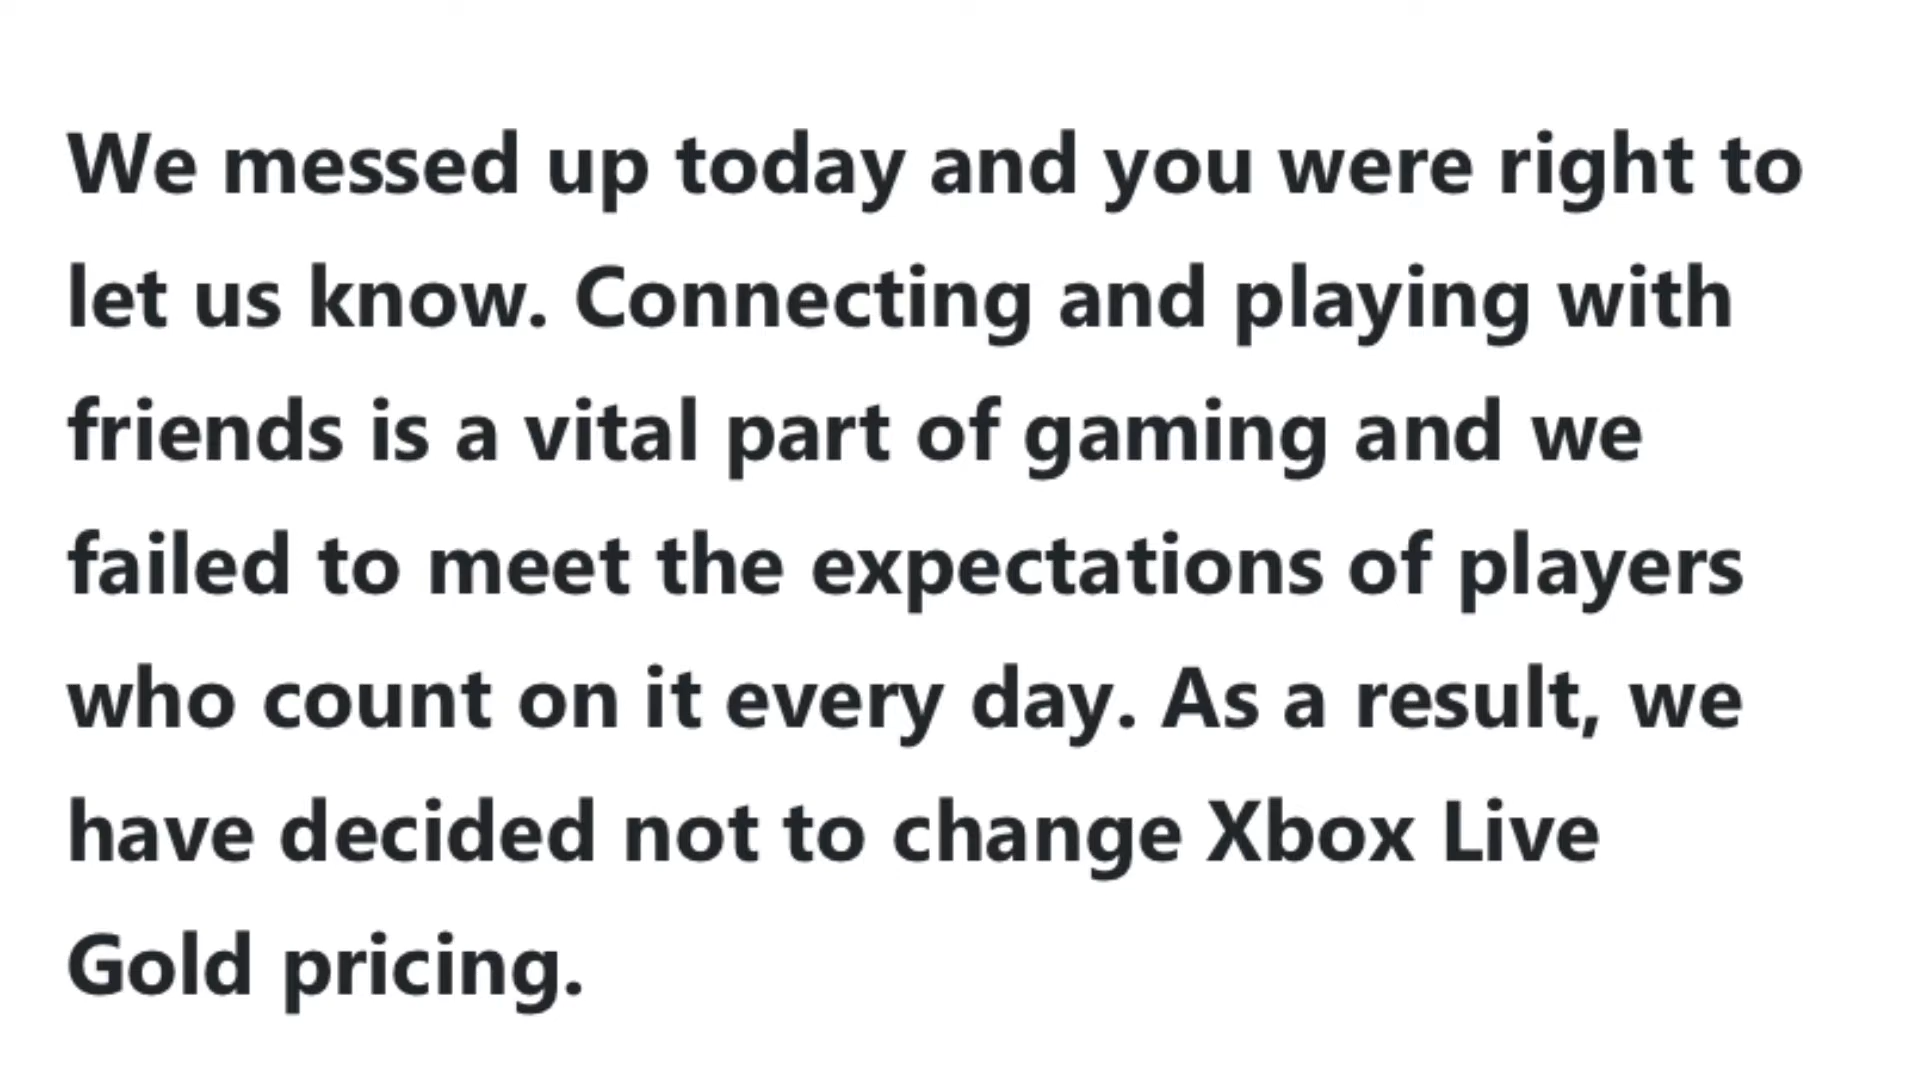 We messed up today and you were right to
let us know. Connecting and playing with
friends is a vital part of gaming and we
failed to meet the expectations of players
who count on it every day. As a result, we
have decided not to change Xbox Live
Gold pricing.